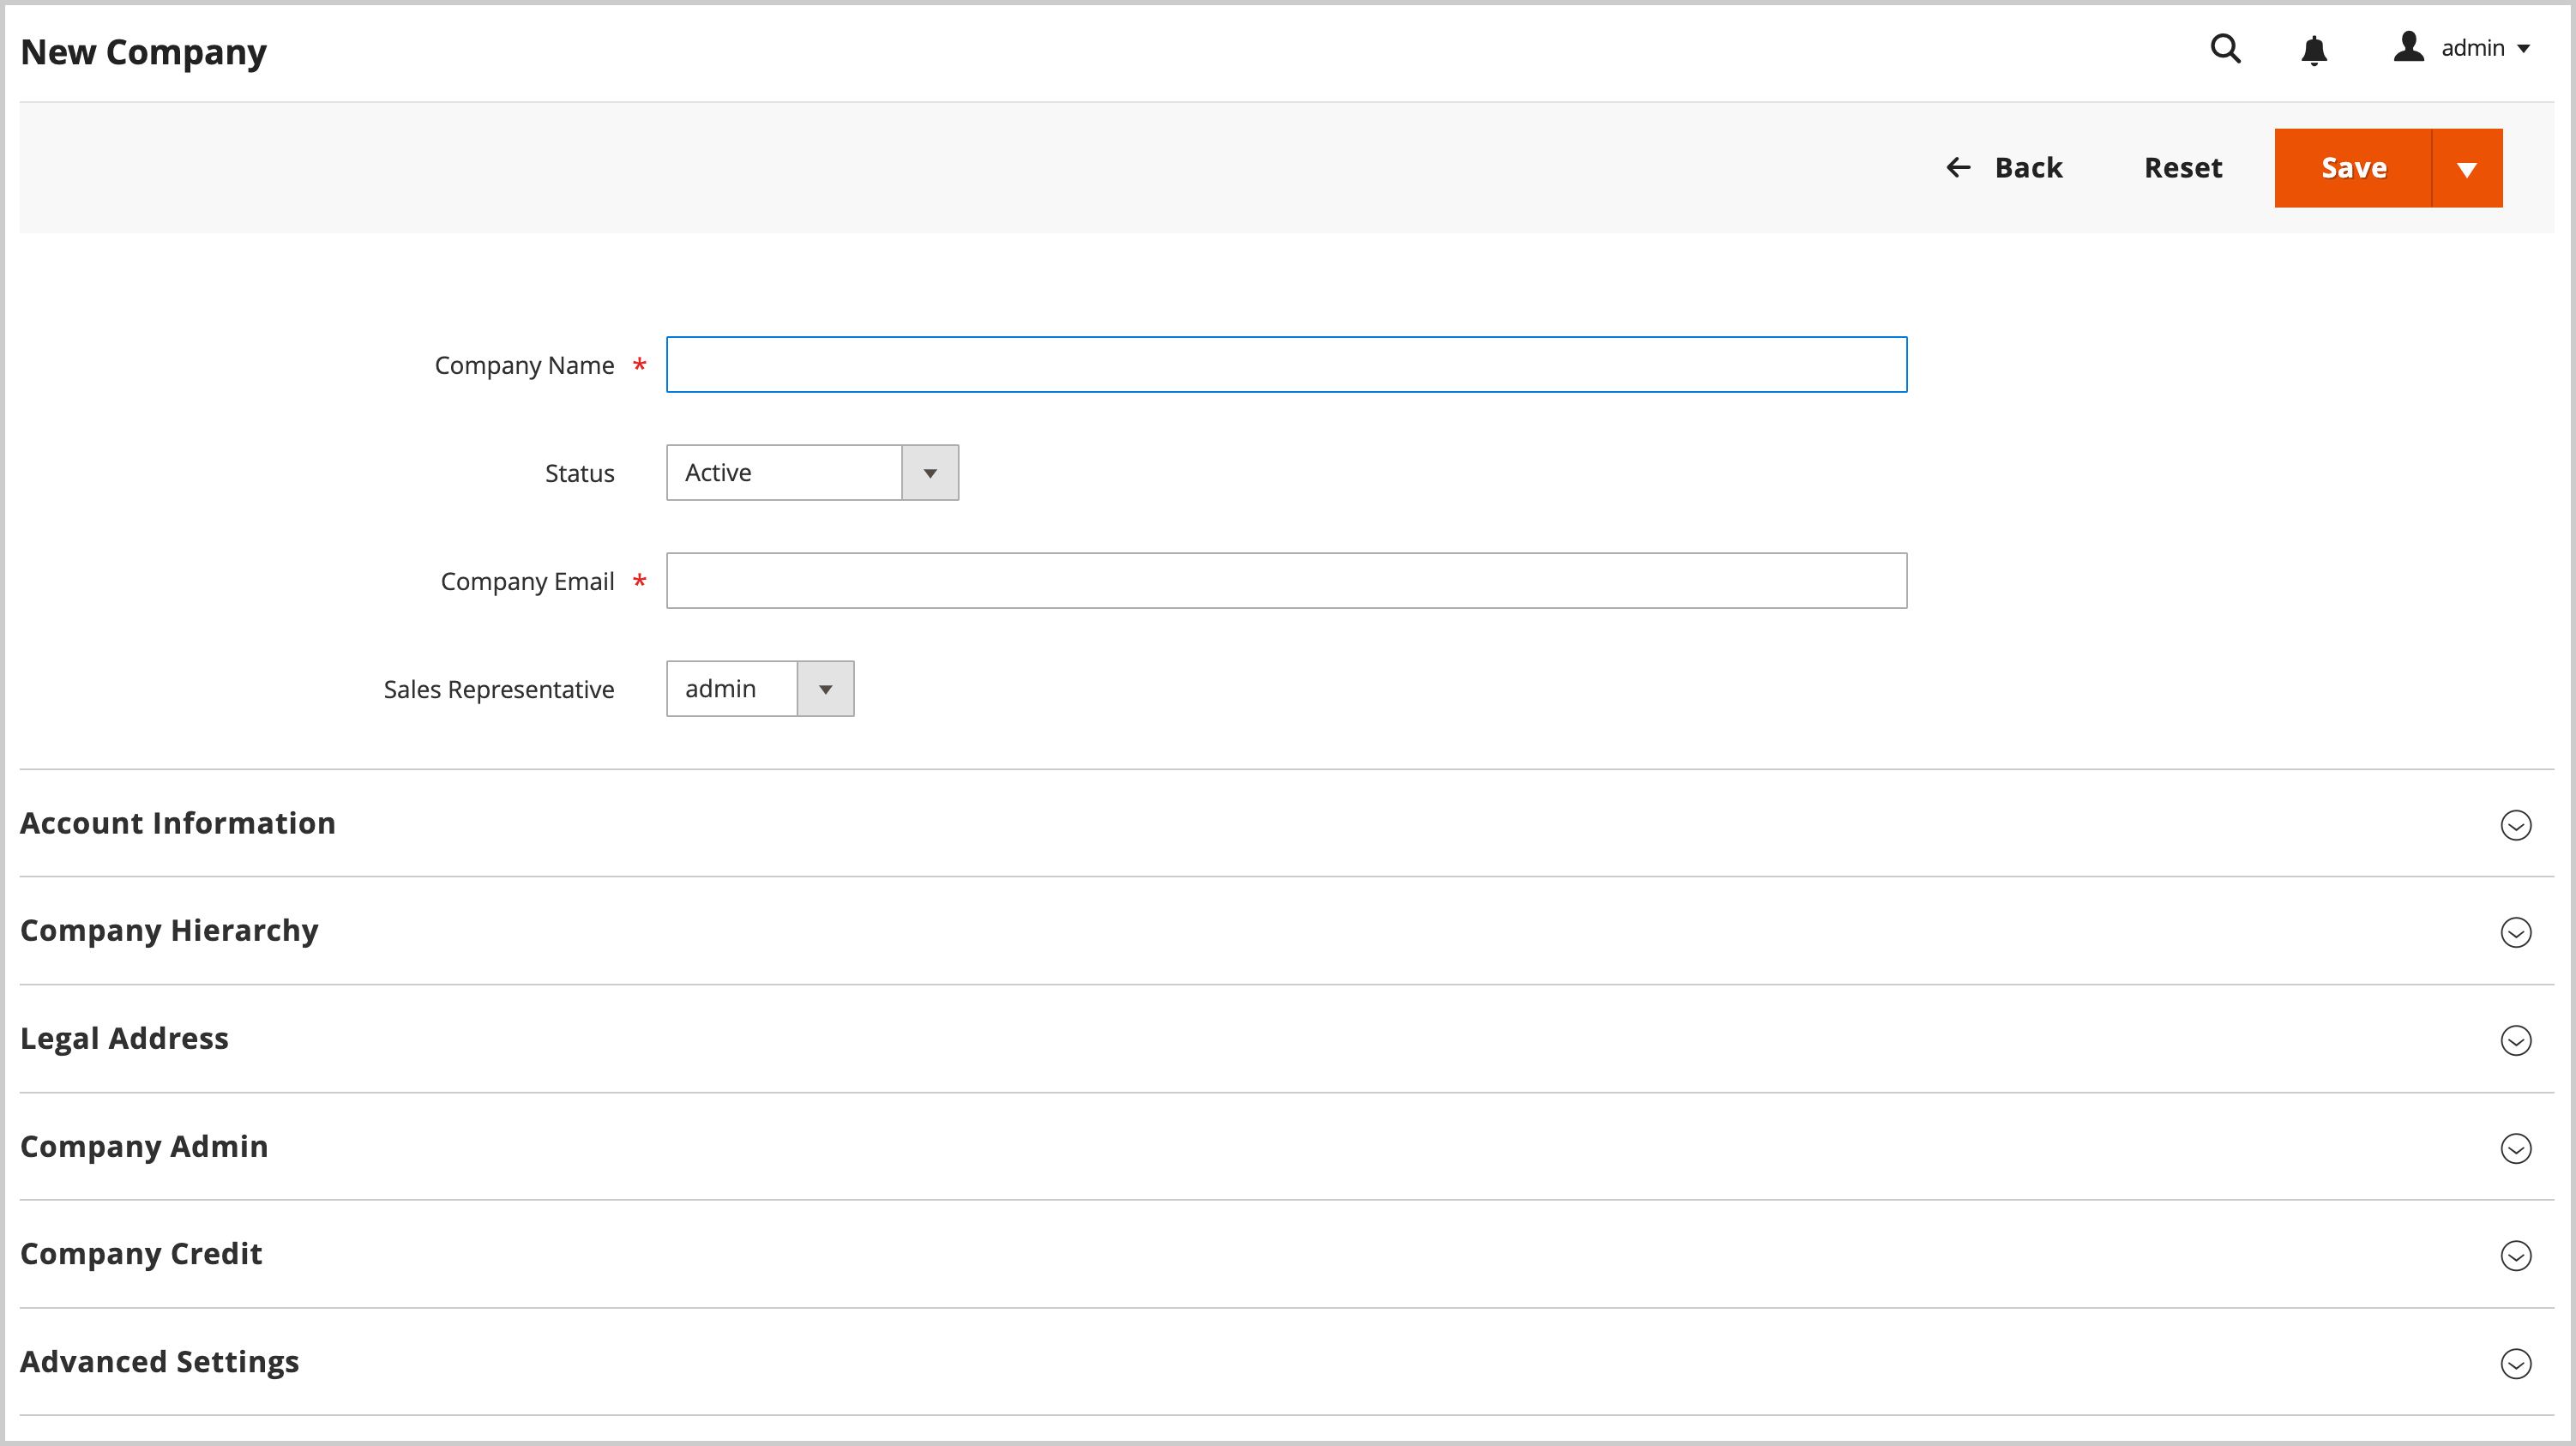 New Company
admin
Back Reset Save
Company Name *
Status Active
Company Email *
Sales Representative admin
Account Information
Company Hierarchy
Legal Address
Company Admin
Company Credit
Advanced Settings